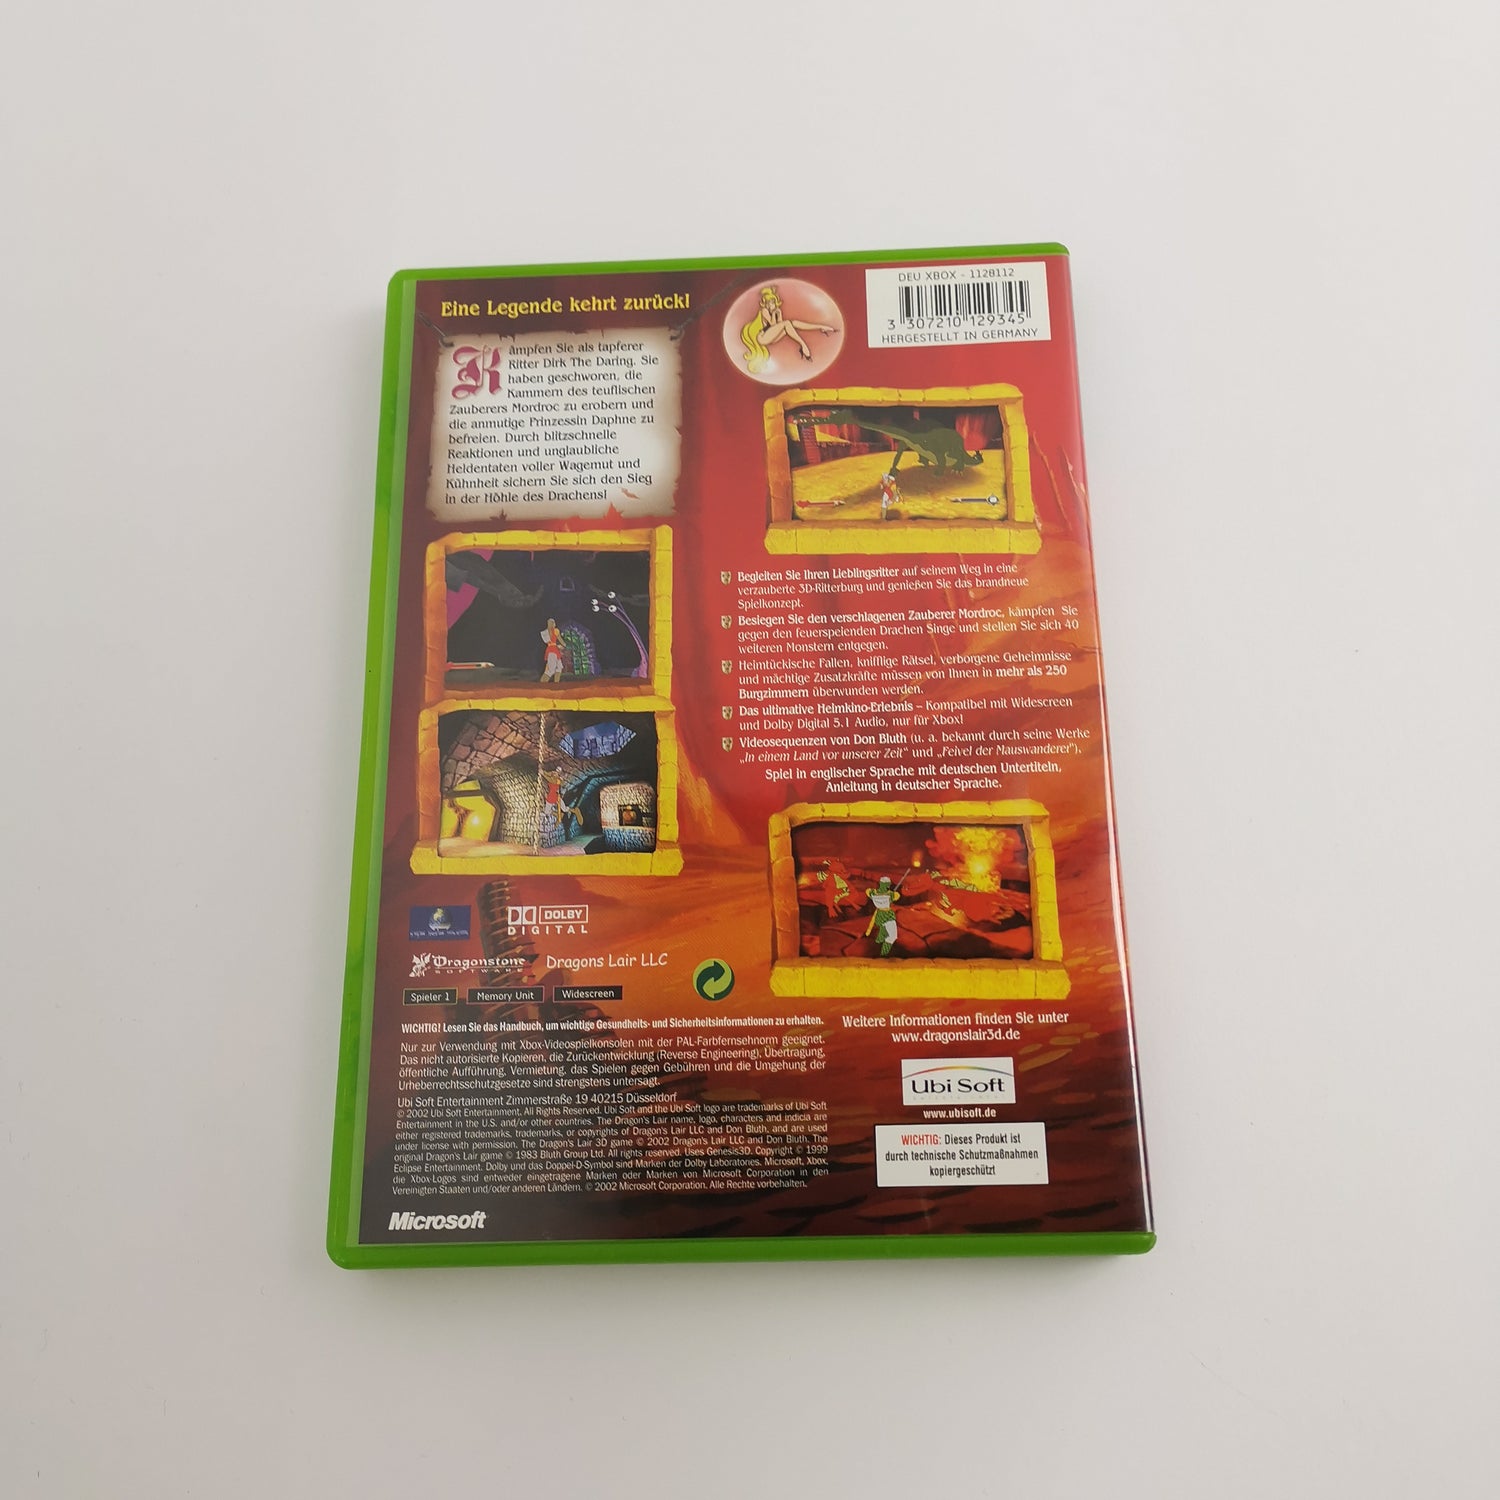 Eine Legende kehrt zurück!
Kämpfen Sie als tapferer
Ritter Dirk The Daring. Sie
haben geschworen, die
Kammern des teuflischen
Zauberers Mordroc zu erobern und
die anmutige Prinzessin Daphne zu
befreien. Durch blitzschnelle
Reaktionen und unglaubliche
Heldentaten voller Wagemut und
Kühnheit sichern Sie sich den Sieg
in der Höhle des Drachens!
DEU XBOX - 1128112
3 307210 129345
HERGESTELLT IN GERMANY
Begleiten Sie Ihren Lieblingsritter auf seinem Weg in eine
verzauberte 3D-Ritterburg und genießen Sie das brandneue
Spielkonzept.
Besiegen Sie den verschlagenen Zauberer Mordroc, kämpfen Sie
gegen den feuerspeienden Drachen Singe und stellen Sie sich 40
weiteren Monstern entgegen.
Heimtückische Fallen, knifflige Rätsel, verborgene Geheimnisse
und mächtige Zusatzkräfte müssen von Ihnen in mehr als 250
Burgzimmern überwunden werden.
Das ultimative Heimkino-Erlebnis – Kompatibel mit Widescreen
und Dolby Digital 5.1 Audio, nur für Xbox!
Videosequenzen von Don Bluth (u. a. bekannt durch seine Werke
„In einem Land vor unserer Zeit“ und „Feivel der Mauswanderer“).
Spiel in englischer Sprache mit deutschen Untertiteln,
Anleitung in deutscher Sprache.
DOLBY
DIGITAL
Dragonstone
SOFTWARE
Dragons Lair LLC
Spieler 1
Memory Unit
Widescreen
WICHTIG! Lesen Sie das Handbuch, um wichtige Gesundheits- und Sicherheitsinformationen zu erhalten.
Nur zur Verwendung mit Xbox-Videospielkonsolen mit der PAL-Farbfernsehnorm geeignet.
Das nicht autorisierte Kopieren, die Zurückentwicklung (Reverse Engineering), Übertragung,
öffentliche Aufführung, Vermietung, das Spielen gegen Gebühren und die Umgehung der
Urheberrechtsschutzgesetze sind strengstens untersagt.
Ubi Soft Entertainment Zimmerstraße 19 40215 Düsseldorf
© 2002 Ubi Soft Entertainment. All Rights Reserved. Ubi Soft and the Ubi Soft logo are trademarks of Ubi Soft
Entertainment in the U.S. and/or other countries. The Dragon's Lair name, logo, characters and indicia are
either registered trademarks, trademarks, or copyrights of Dragon's Lair LLC and Don Bluth, and are used
under license with permission. The Dragon's Lair 3D game © 2002 Dragon's Lair LLC and Don Bluth. The
original Dragon's Lair game © 1983 Bluth Group Ltd. All rights reserved. Uses Genesis3D. Copyright © 1999
Eclipse Entertainment. Dolby und das Doppel-D-Symbol sind Marken der Dolby Laboratories. Microsoft, Xbox,
die Xbox-Logos sind entweder eingetragene Marken oder Marken von Microsoft Corporation in den
Vereinigten Staaten und/oder anderen Ländern. © 2002 Microsoft Corporation. Alle Rechte vorbehalten.
Microsoft
Weitere Informationen finden Sie unter
www.dragonslair3d.de
Ubi Soft
ENTERTAINMENT
www.ubisoft.de
WICHTIG: Dieses Produkt ist
durch technische Schutzmaßnahmen
kopiergeschützt